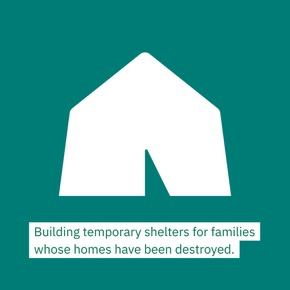 Building temporary shelters for families
whose homes have been destroyed.